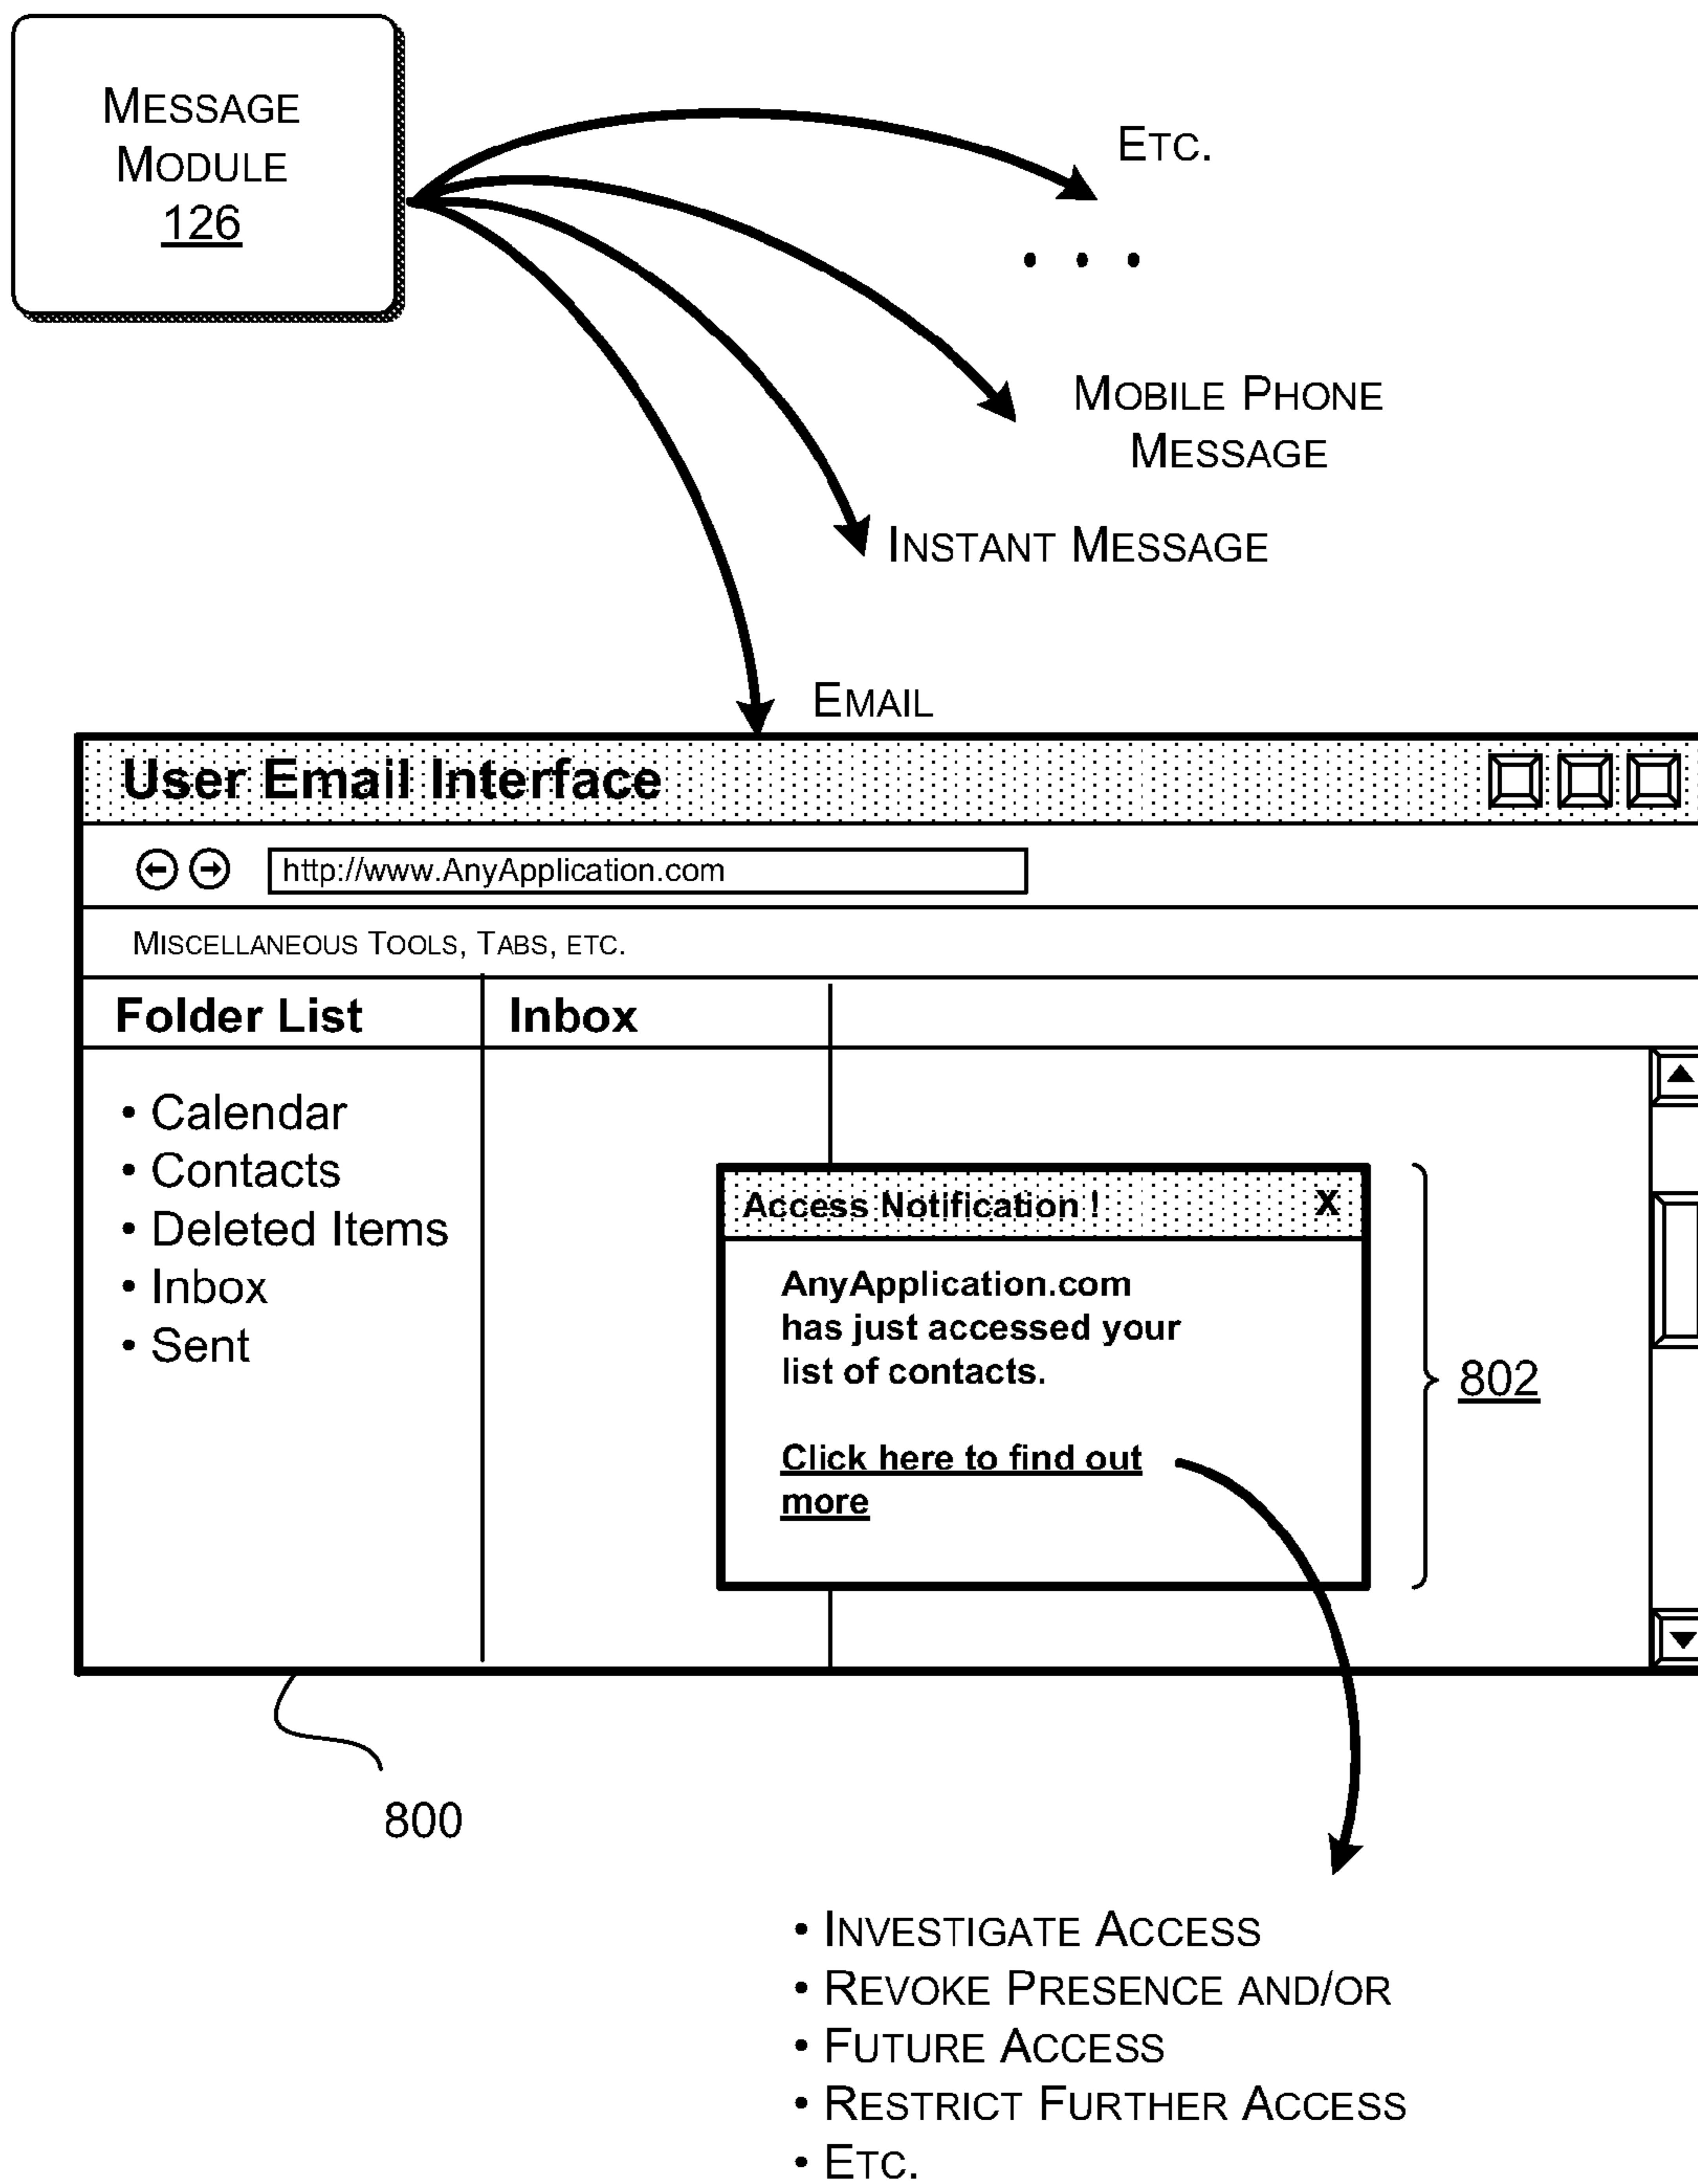 MESSAGE
MODULE
126
ETC.
. . .
MOBILE PHONE
MESSAGE
INSTANT MESSAGE
EMAIL
User Email Interface
http://www.AnyApplication.com
MISCELLANEOUS TOOLS, TABS, ETC.
Folder List
Inbox
• Calendar
• Contacts
• Deleted Items
• Inbox
• Sent
Access Notification ! X
AnyApplication.com
has just accessed your
list of contacts.
Click here to find out
more
802
800
• INVESTIGATE ACCESS
• REVOKE PRESENCE AND/OR
• FUTURE ACCESS
• RESTRICT FURTHER ACCESS
• ETC.